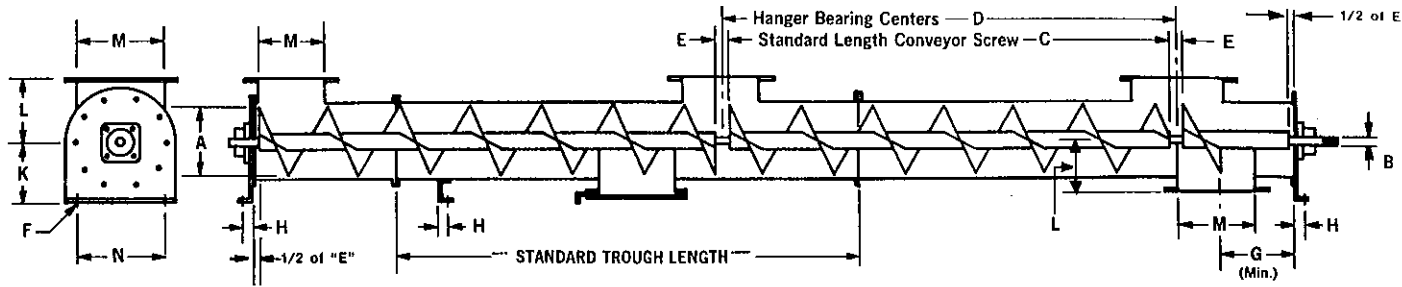 M
M
Hanger Bearing Centers — D
1/2 of E
E
Standard Length Conveyor Screw — C
E
L
A
K
B
F
H
H
L
M
H
N
1/2 of "E"
STANDARD TROUGH LENGTH
G
(Min.)